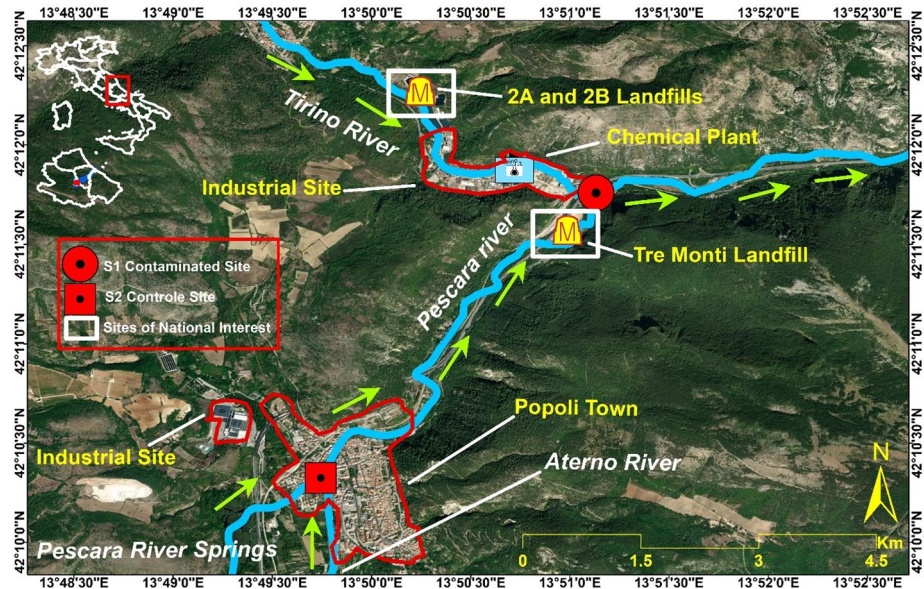 13°48'30"E 13°49'0"E 13°49'30"E 13°50'0"E 13°50'30"E 13°51'0"E 13°51'30"E 13°52'0"E 13°52'30"E
42°12'30"N 42°12'30"N
2A and 2B Landfills
Tirino River
42°12'0"N 42°12'0"N
Chemical Plant
Industrial Site
M
M
Pescara river
42°11'30"N 42°11'30"N
Tre Monti Landfill
S1 Contaminated Site
S2 Controle Site
Sites of National Interest
42°11'0"N 42°11'0"N
Popoli Town
42°10'30"N 42°10'30"N
Industrial Site
Aterno River
N
Pescara River Springs
42°10'0"N 42°10'0"N
Km
0 1.5 3 4.5
13°48'30"E 13°49'0"E 13°49'30"E 13°50'0"E 13°50'30"E 13°51'0"E 13°51'30"E 13°52'0"E 13°52'30"E